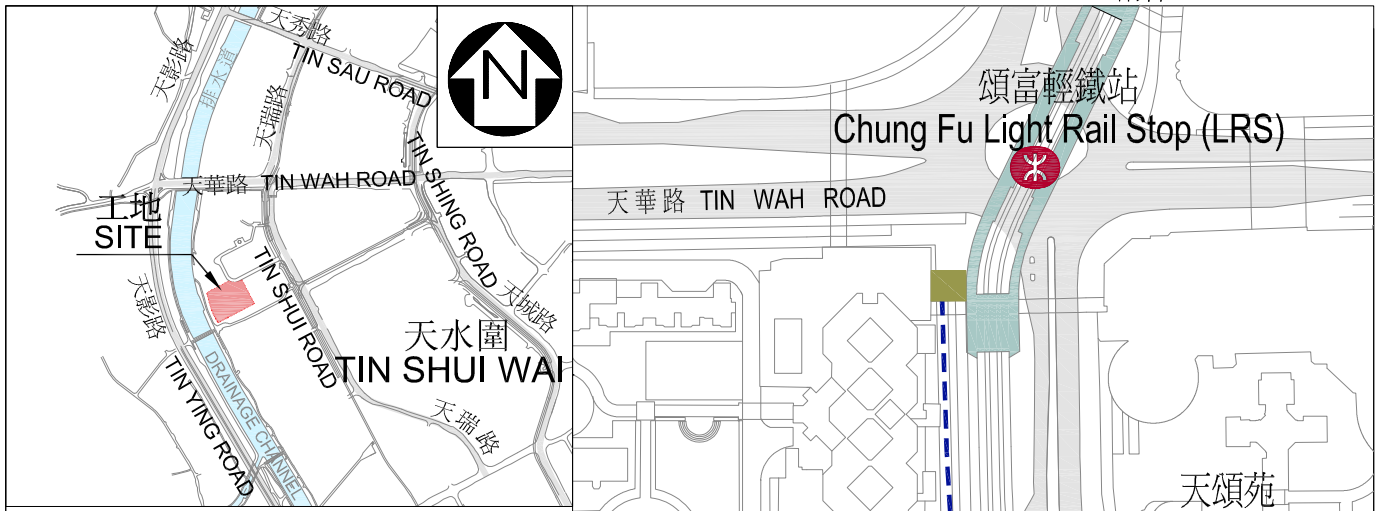 天秀路
TIN SAU ROAD
天影路
排水道
天瑞路
N
天華路 TIN WAH ROAD
工地
SITE
TIN SHING ROAD
天城路
天影路
TIN SHUI ROAD
天水圍
TIN SHUI WAI
DRAINAGE CHANNEL
TIN YING ROAD
天瑞路
頌富輕鐵站
Chung Fu Light Rail Stop (LRS)
天華路 TIN WAH ROAD
天頌苑